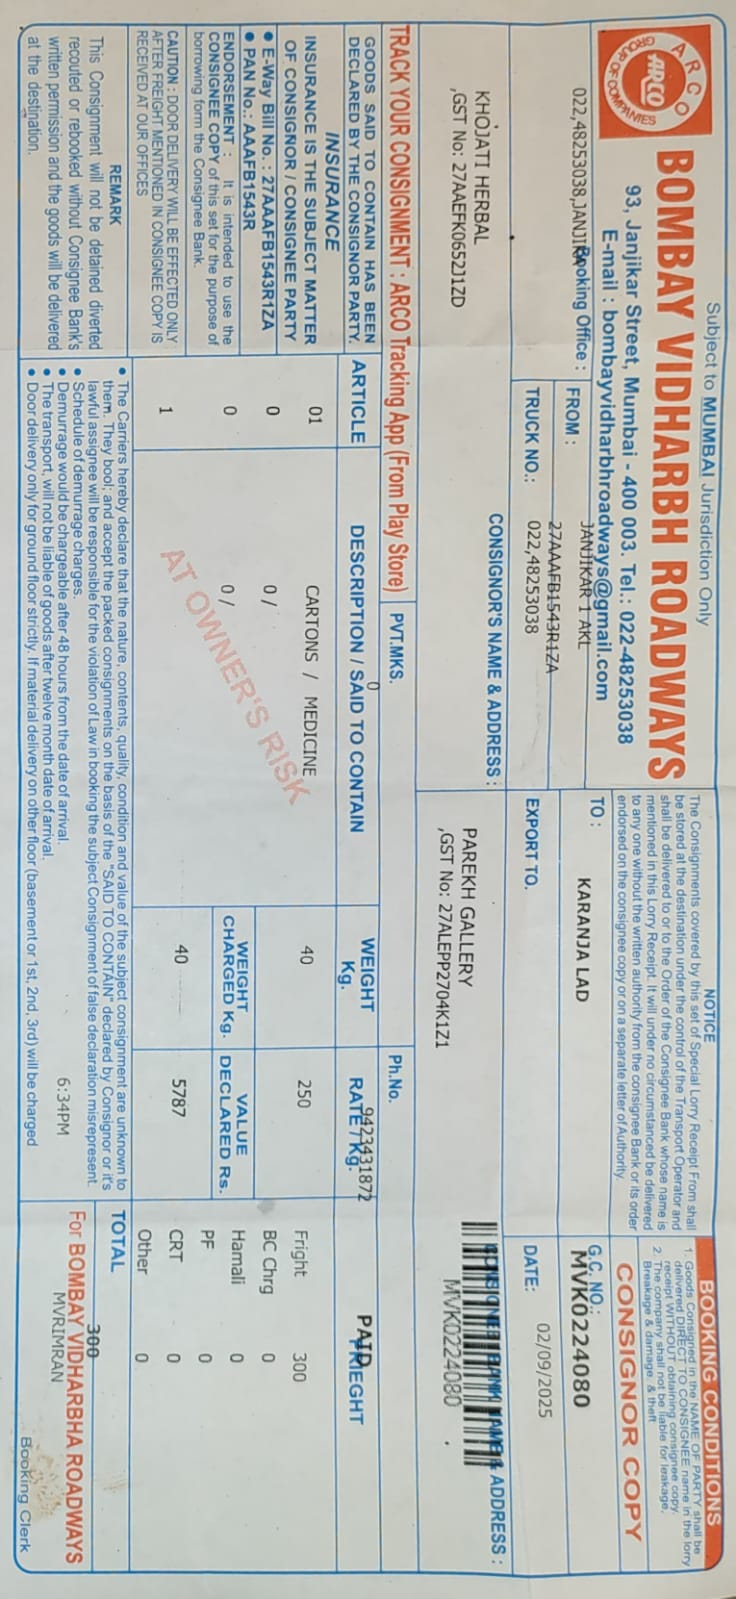 Subject to MUMBAI Jurisdiction Only
ARCO
GROUP OF COMPANIES
ARCO
BOMBAY VIDHARBH ROADWAYS
93, Janjikar Street, Mumbai - 400 003. Tel.: 022-48253038
E-mail : bombayvidharbhroadways@gmail.com
NOTICE
The Consignments covered by this set of Special Lorry Receipt From shall
be stored at the destination under the control of the Transport Operator and
shall be delivered to or to the Order of the Consignee Bank whose name is
mentioned in this Lorry Receipt. It will under no circumstanced be delivered
to any one without the written authority from the consignee Bank or its order
endorsed on the consignee copy or on a separate letter of Authority.
BOOKING CONDITIONS
1. Goods Consigned in the NAME OF PARTY shall be
delivered DIRECT TO CONSIGNEE name in the lorry
receipt WITHOUT obtaining consignee copy.
2. The company shall not be liable for leakage,
Breakage & damage. & theft
CONSIGNOR COPY
Booking Office :
022,48253038,JANJIKA
FROM :
JANJIKAR 1 AKL
27AAAFB1543R1ZA
TO :
KARANJA LAD
G.C. NO.:
MVK0224080
TRUCK NO.:
022,48253038
EXPORT TO.
DATE:
02/09/2025
CONSIGNOR'S NAME & ADDRESS :
KHOJATI HERBAL
,GST No: 27AAEFK0652J1ZD
CONSIGNEE / BANK NAME & ADDRESS :
PAREKH GALLERY
,GST No: 27ALEPP2704K1Z1
MVK0224080
TRACK YOUR CONSIGNMENT : ARCO Tracking App (From Play Store)
PVT.MKS.
0
Ph.No.
9423431872
GOODS SAID TO CONTAIN HAS BEEN
DECLARED BY THE CONSIGNOR PARTY.
INSURANCE
INSURANCE IS THE SUBJECT MATTER
OF CONSIGNOR / CONSIGNEE PARTY
• E-Way Bill No.: 27AAAFB1543R1ZA
• PAN No.: AAAFB1543R
ENDORSEMENT : It is intended to use the
CONSIGNEE COPY of this set for the purpose of
borrowing form the Consignee Bank.
CAUTION : DOOR DELIVERY WILL BE EFFECTED ONLY
AFTER FREIGHT MENTIONED IN CONSIGNEE COPY IS
RECEIVED AT OUR OFFICES
REMARK
This Consignment will not be detained diverted
recouted or rebooked without Consignee Bank's
written permission and the goods will be delivered
at the destination.
ARTICLE
DESCRIPTION / SAID TO CONTAIN
WEIGHT Kg.
RATE / Kg.
PAID
FRIEGHT
01
CARTONS / MEDICINE
40
250
Fright 300
0
0 /
BC Chrg 0
0
0 /
WEIGHT CHARGED Kg.
VALUE DECLARED Rs.
Hamali 0
PF 0
1
40
5787
CRT 0
Other 0
AT OWNER'S RISK
TOTAL
300
• The Carriers hereby declare that the nature, contents, quality, condition and value of the subject consignment are unknown to
them. They bool; and accept the packed consignments on the basis of the "SAID TO CONTAIN" declared by Consignor or it's
lawful assignee will be responsible for the violation of Law in booking the subject Consignment of false declaration misrepresent.
• Schedule of demurrage charges.
• Demurrage would be chargeable after 48 hours from the date of arrival.
• The transport, will not be liable of goods after twelve month date of arrival.
• Door delivery only for ground floor strictly. If material delivery on other floor (basement or 1st, 2nd, 3rd) will be charged
6:34PM
For BOMBAY VIDHARBHA ROADWAYS
MVRIMRAN
Booking Clerk